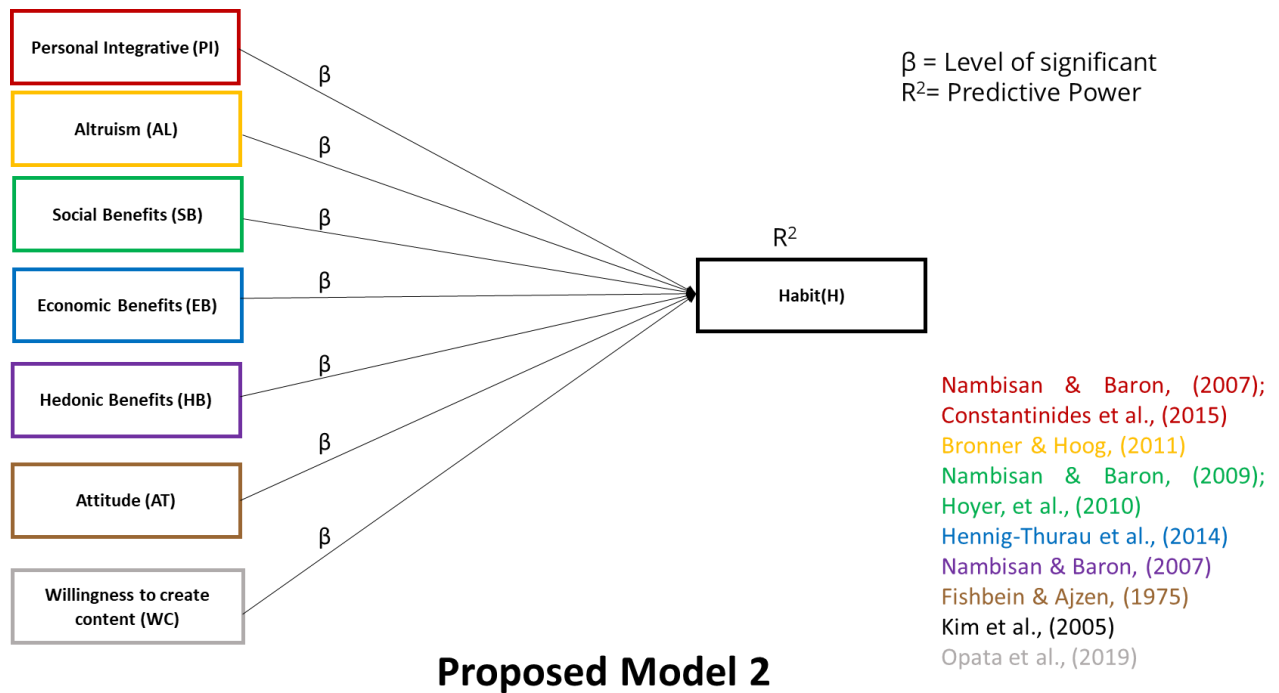 Personal Integrative (PI)
Altruism (AL)
Social Benefits (SB)
Economic Benefits (EB)
Hedonic Benefits (HB)
Attitude (AT)
Willingness to create
content (WC)
β
β
β
β
β
β
β
R²
Habit(H)
β = Level of significant
R²= Predictive Power
Nambisan & Baron, (2007);
Constantinides et al., (2015)
Bronner & Hoog, (2011)
Nambisan & Baron, (2009);
Hoyer, et al., (2010)
Hennig-Thurau et al., (2014)
Nambisan & Baron, (2007)
Fishbein & Ajzen, (1975)
Kim et al., (2005)
Opata et al., (2019)
Proposed Model 2